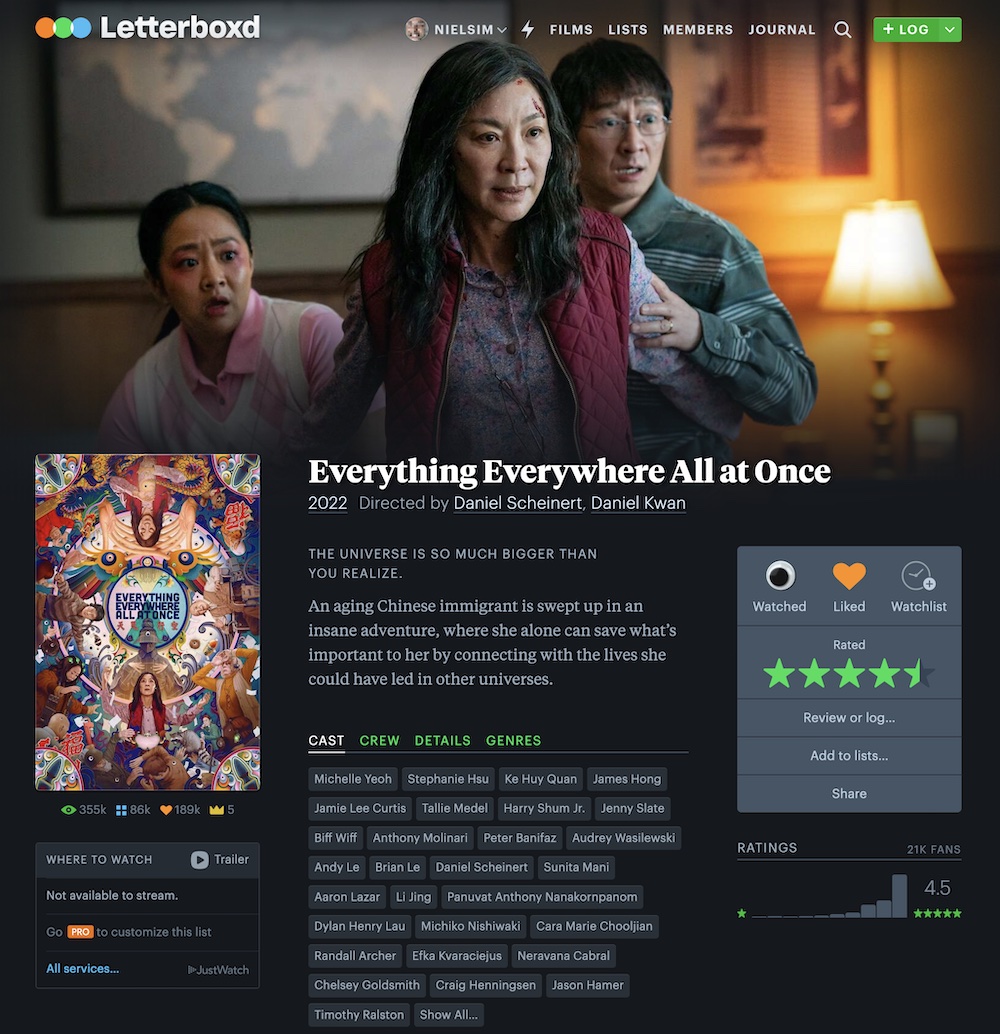 Letterboxd
NIELSIM FILMS LISTS MEMBERS JOURNAL + LOG
Everything Everywhere All at Once
2022 Directed by Daniel Scheinert, Daniel Kwan
EVERYTHING
EVERYWHERE
ALL AT ONCE
THE UNIVERSE IS SO MUCH BIGGER THAN
YOU REALIZE.
An aging Chinese immigrant is swept up in an
insane adventure, where she alone can save what's
important to her by connecting with the lives she
could have led in other universes.
Watched Liked Watchlist
Rated
Review or log...
Add to lists...
Share
CAST CREW DETAILS GENRES
Michelle Yeoh Stephanie Hsu Ke Huy Quan James Hong
Jamie Lee Curtis Tallie Medel Harry Shum Jr. Jenny Slate
Biff Wiff Anthony Molinari Peter Banifaz Audrey Wasilewski
Andy Le Brian Le Daniel Scheinert Sunita Mani
Aaron Lazar Li Jing Panuvat Anthony Nanakornpanom
Dylan Henry Lau Michiko Nishiwaki Cara Marie Chooljian
Randall Archer Efka Kvaraciejus Neravana Cabral
Chelsey Goldsmith Craig Henningsen Jason Hamer
Timothy Ralston Show All...
355k 86k 189k 5
WHERE TO WATCH Trailer
Not available to stream.
Go PRO to customize this list
All services... JustWatch
RATINGS 21K FANS
4.5